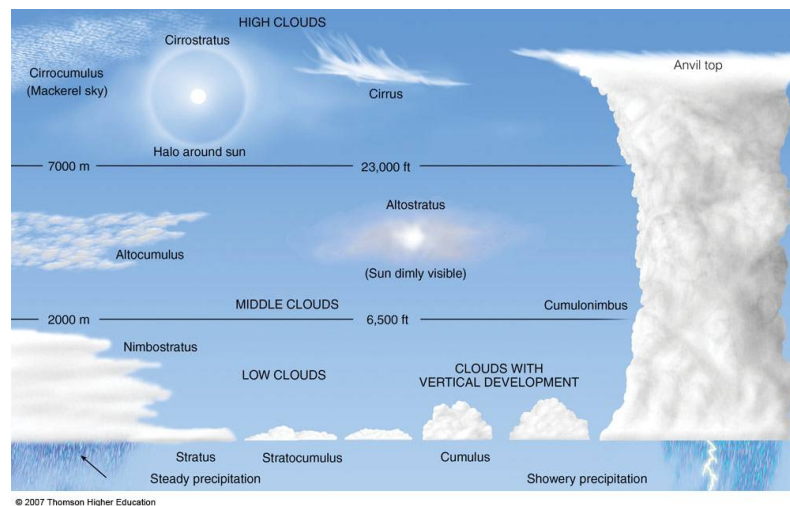 HIGH CLOUDS
Cirrostratus
Cirrocumulus
(Mackerel sky)
Cirrus
Anvil top
Halo around sun
7000 m
23,000 ft
Altostratus
Altocumulus
(Sun dimly visible)
MIDDLE CLOUDS
Cumulonimbus
2000 m
6,500 ft
Nimbostratus
LOW CLOUDS
CLOUDS WITH
VERTICAL DEVELOPMENT
Stratus
Stratocumulus
Cumulus
Steady precipitation
Showery precipitation
© 2007 Thomson Higher Education